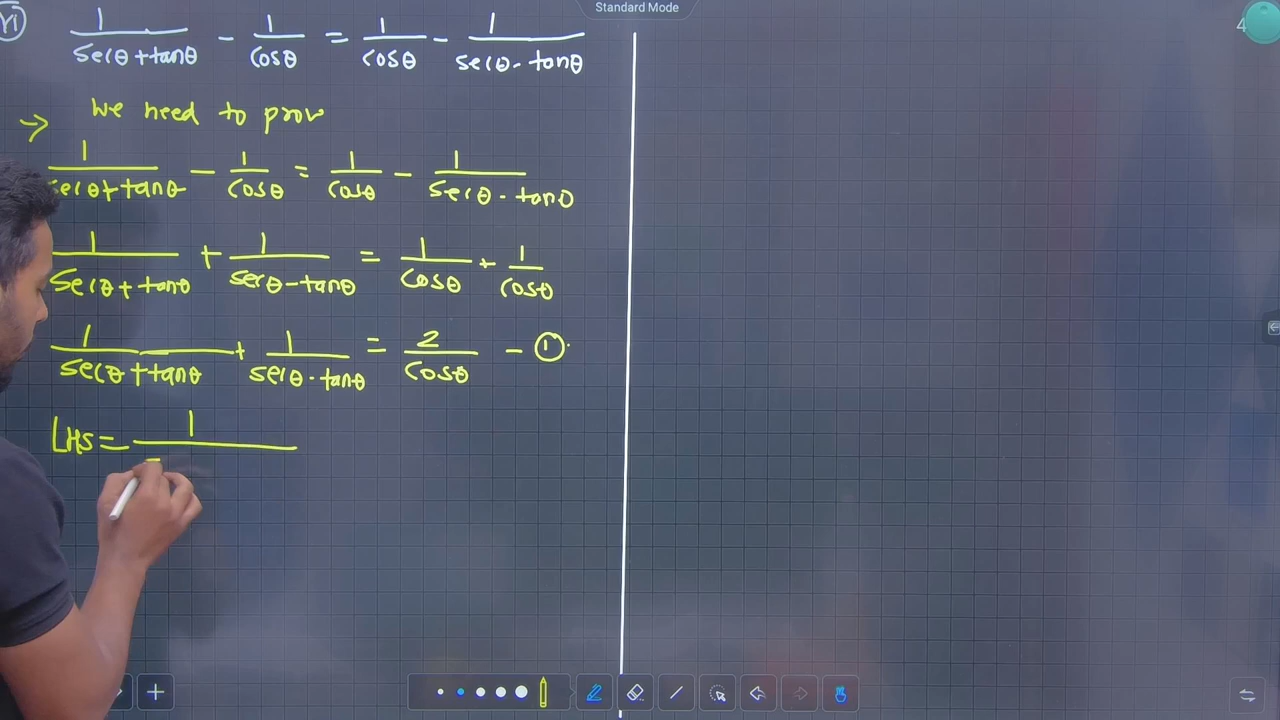 Standard Mode
4
vi) 1/(secθ+tanθ) - 1/cosθ = 1/cosθ - 1/(secθ - tanθ)
→ We need to prov
1/(secθ+tanθ) - 1/cosθ = 1/cosθ - 1/(secθ - tanθ)
1/(secθ+tanθ) + 1/(secθ-tanθ) = 1/cosθ + 1/cosθ
1/(secθ+tanθ) + 1/(secθ-tanθ) = 2/cosθ - ①
LHS = 1